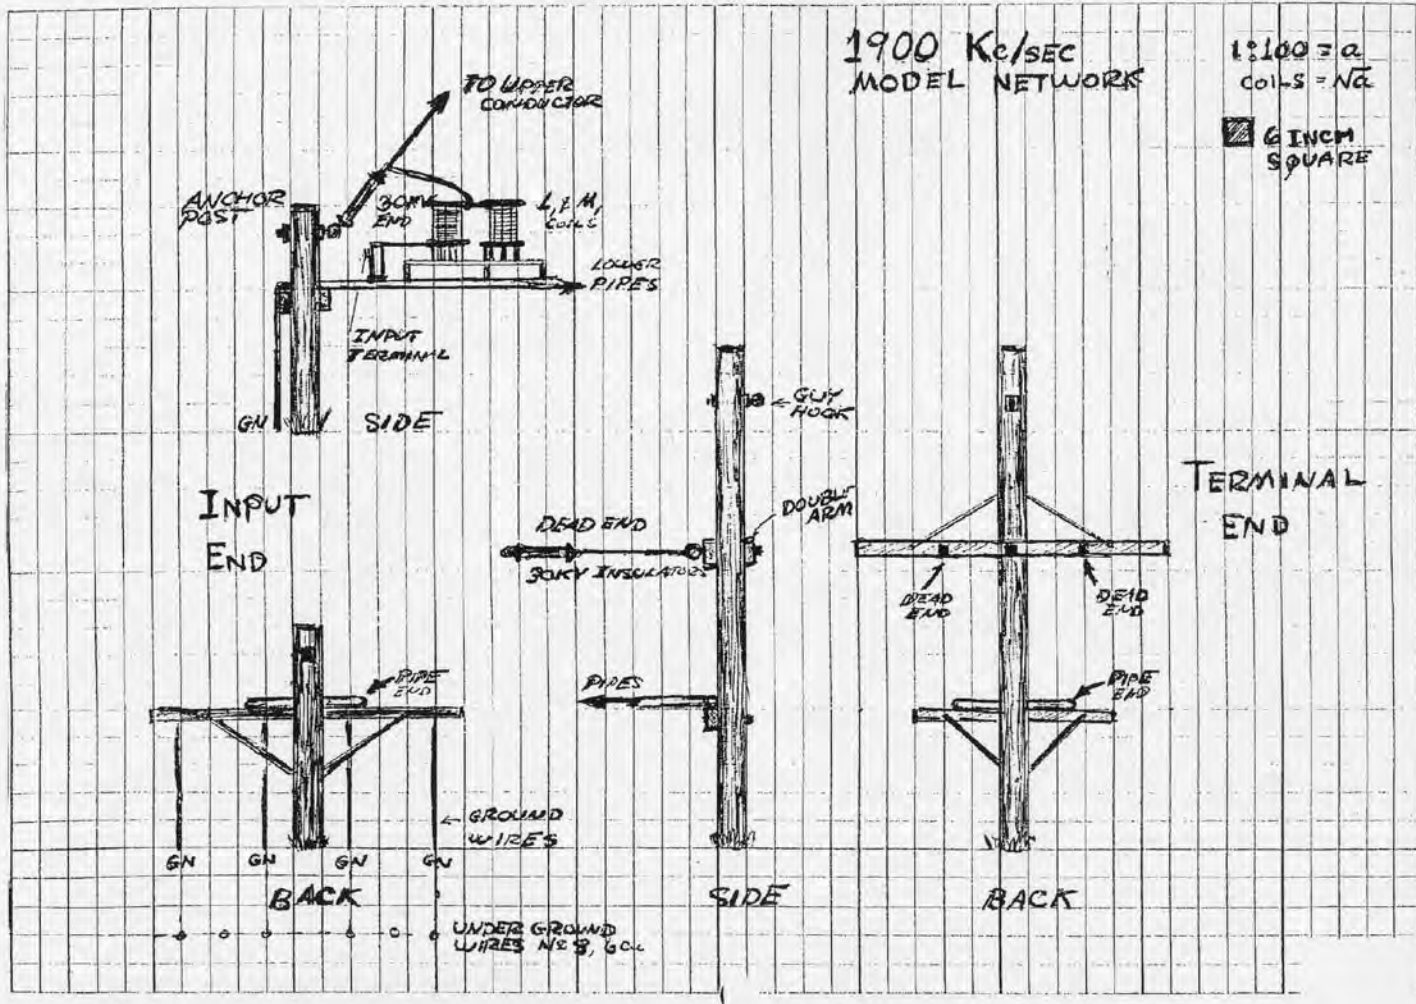 1900 Kc/SEC
MODEL NETWORK
1:100 = a
COILS = √a
6 INCH
SQUARE
TO UPPER
CONDUCTOR
ANCHOR
POST
30KV
END
L, & M,
COILS
LOWER
PIPES
INPUT
TERMINAL
GN
SIDE
INPUT
END
GUY
HOOK
DOUBLE
ARM
DEAD END
30KV INSULATORS
TERMINAL
END
DEAD
END
DEAD
END
PIPE
END
PIPES
PIPE
END
GROUND
WIRES
GN GN GN GN
BACK
SIDE
BACK
UNDER GROUND
WIRES